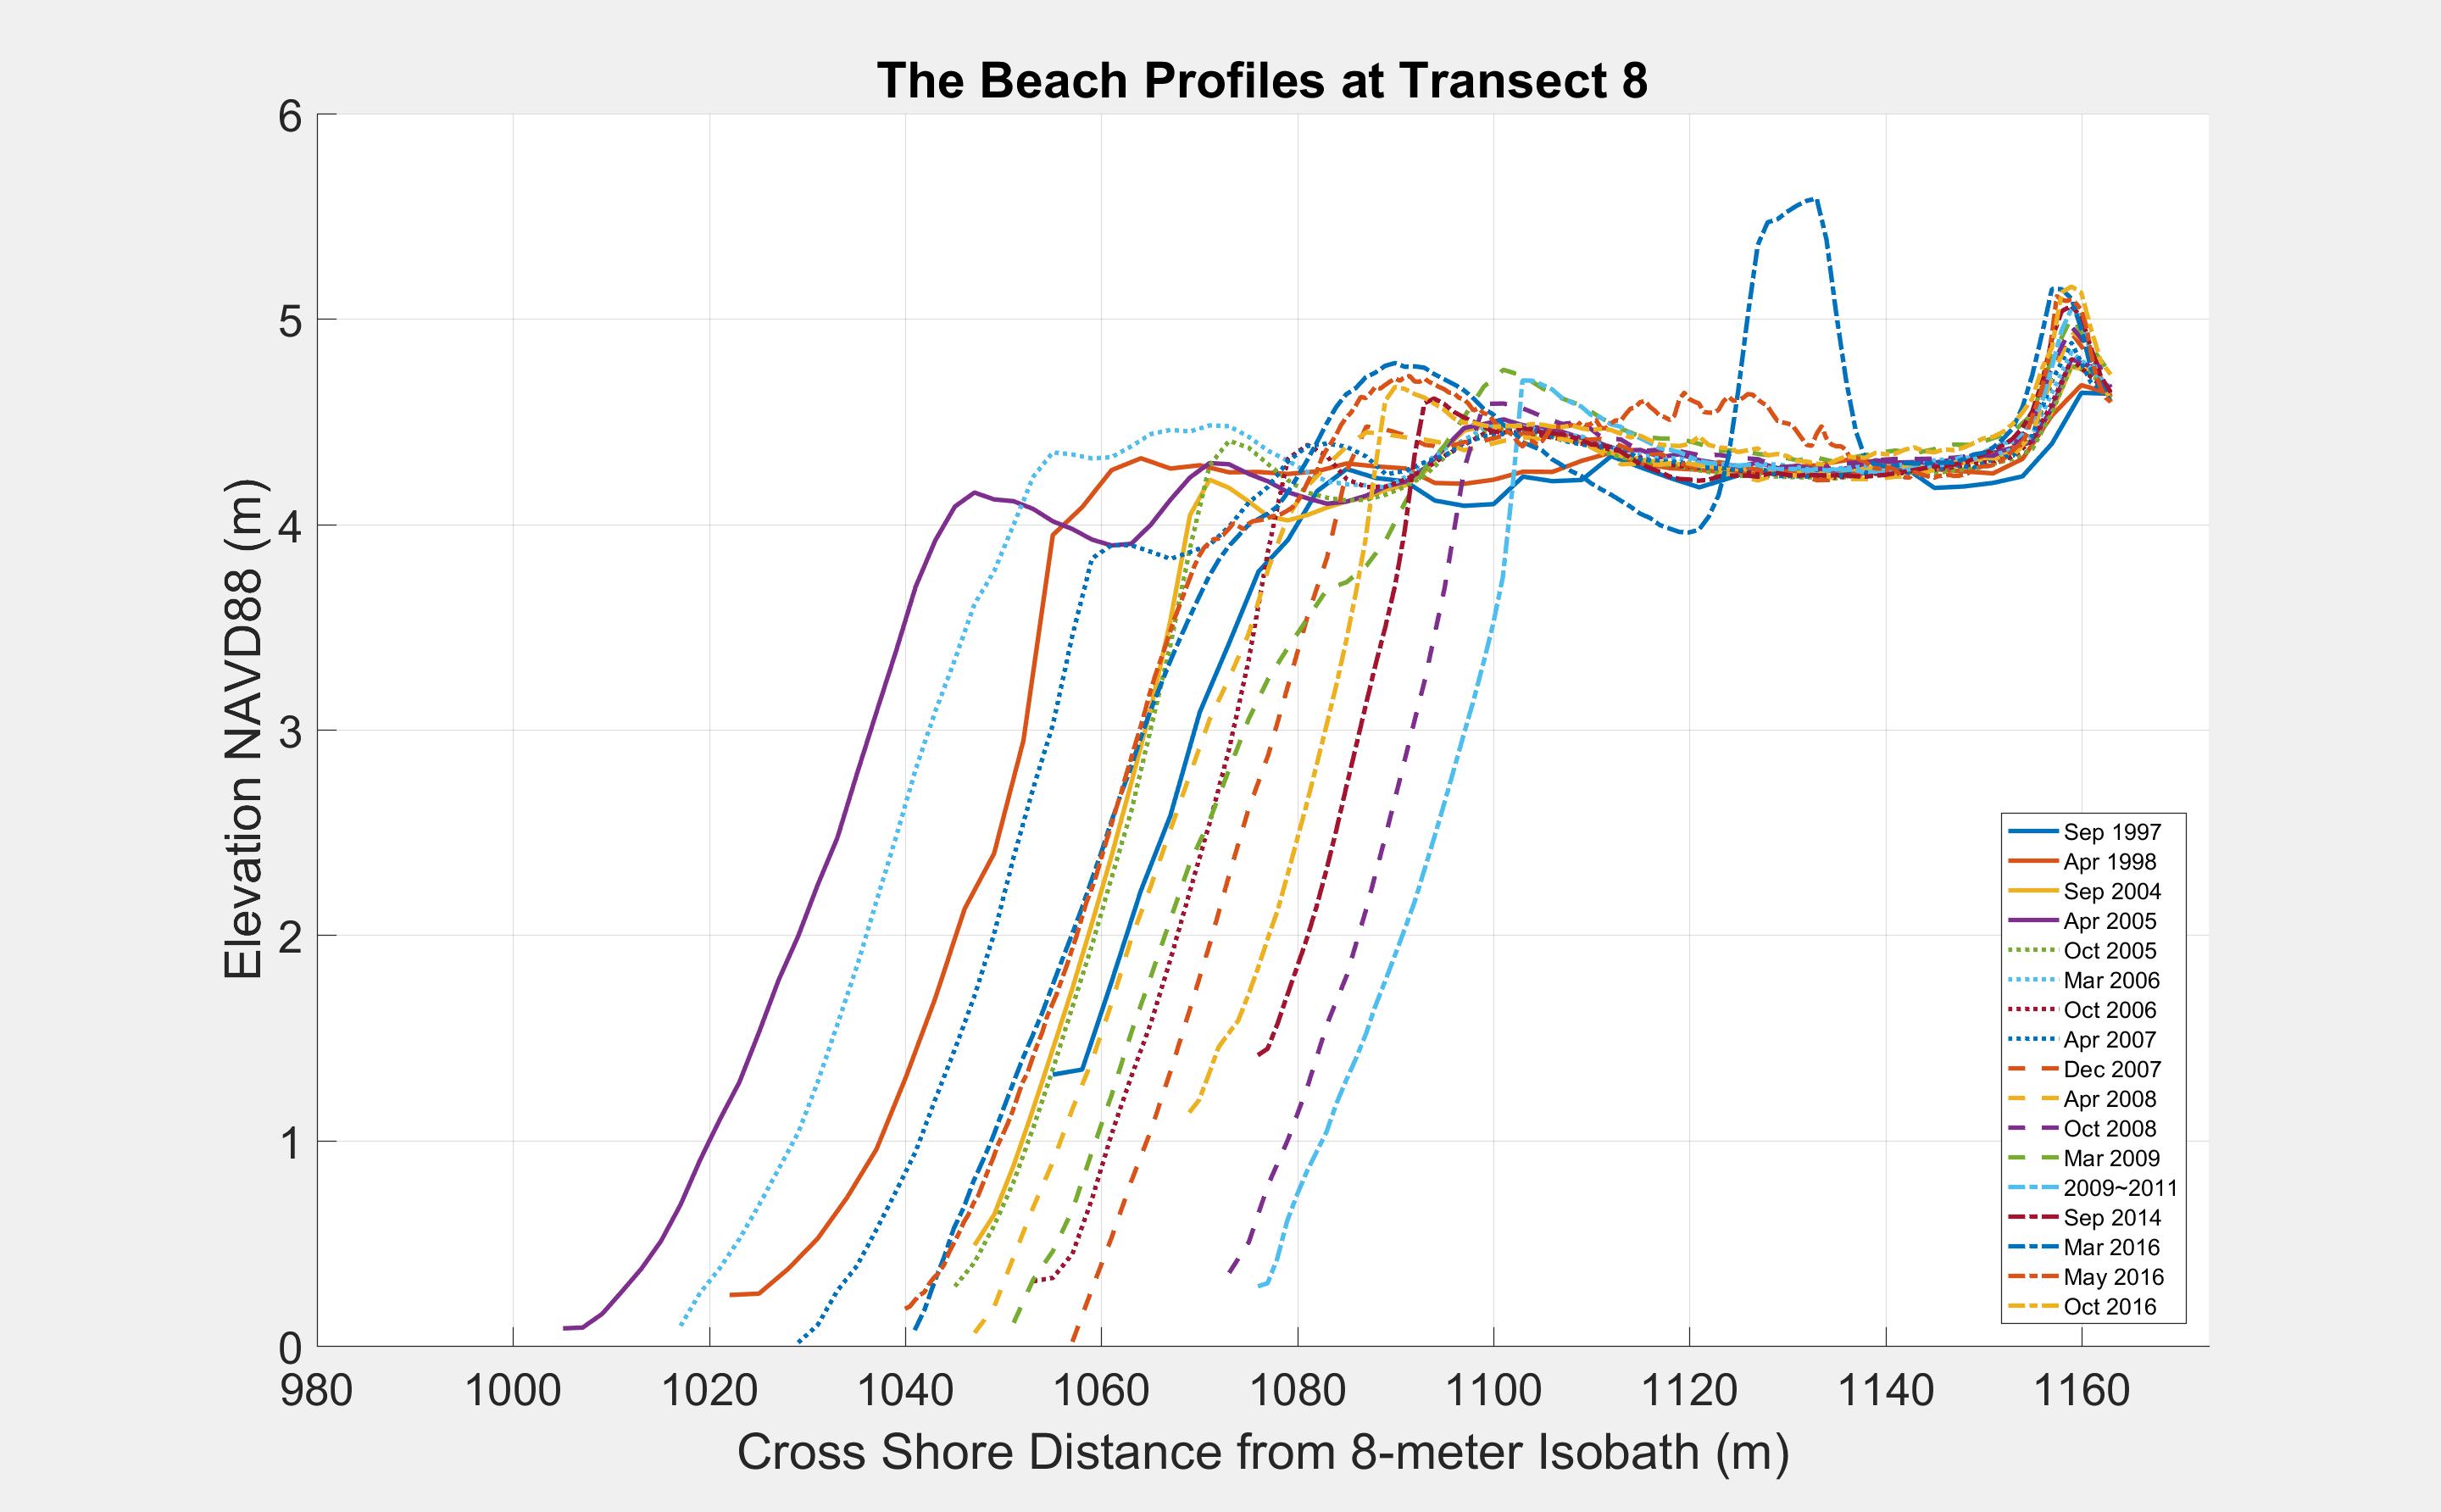 The Beach Profiles at Transect 8
6
5
4
3
2
1
0
Elevation NAVD88 (m)
980 1000 1020 1040 1060 1080 1100 1120 1140 1160
Cross Shore Distance from 8-meter Isobath (m)
Sep 1997
Apr 1998
Sep 2004
Apr 2005
Oct 2005
Mar 2006
Oct 2006
Apr 2007
Dec 2007
Apr 2008
Oct 2008
Mar 2009
2009~2011
Sep 2014
Mar 2016
May 2016
Oct 2016